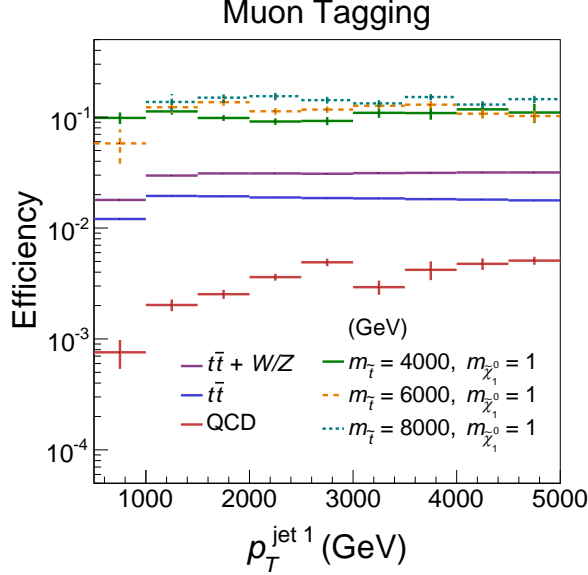 Muon Tagging
Efficiency
10⁻¹
10⁻²
10⁻³
10⁻⁴
(GeV)
tt̄ + W/Z
tt̄
QCD
m_t̃ = 4000, m_χ̃₁⁰ = 1
m_t̃ = 6000, m_χ̃₁⁰ = 1
m_t̃ = 8000, m_χ̃₁⁰ = 1
1000 2000 3000 4000 5000
p_T^jet 1 (GeV)